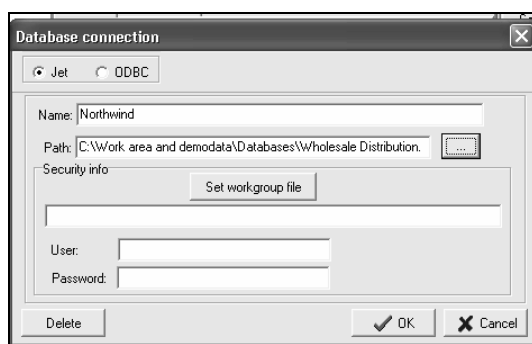 Database connection
Jet ODBC
Name: Northwind
Path: C:\Work area and demodata\Databases\Wholesale Distribution. ...
Security info
Set workgroup file
User:
Password:
Delete OK Cancel